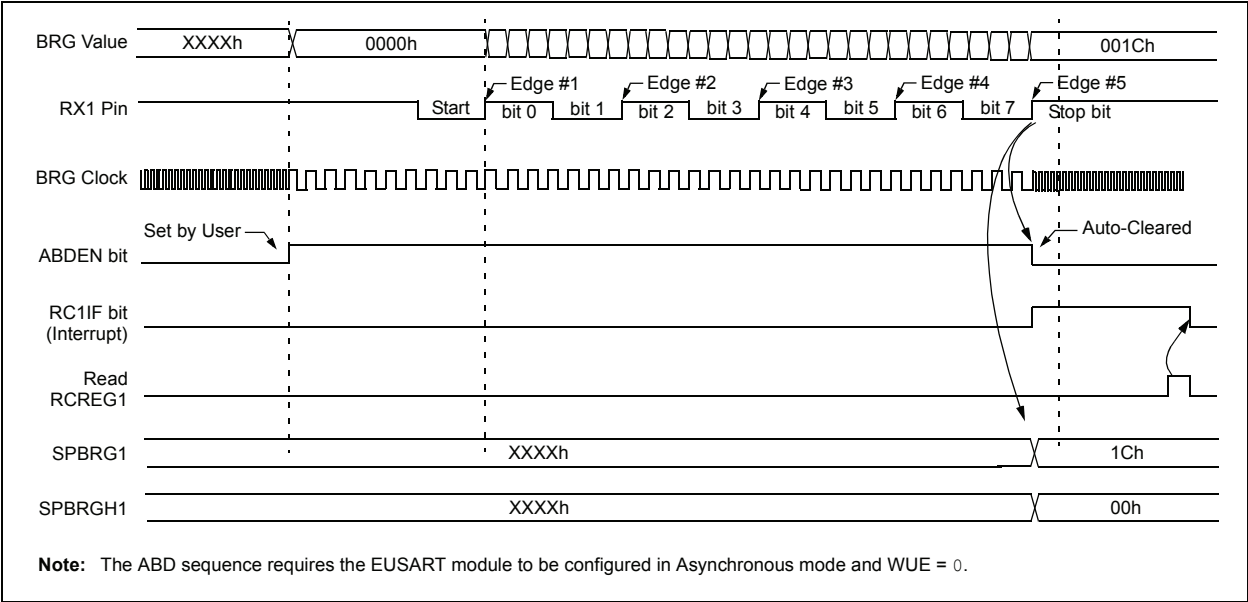 BRG Value XXXXh 0000h 001Ch
Edge #1 Edge #2 Edge #3 Edge #4 Edge #5
RX1 Pin Start bit 0 bit 1 bit 2 bit 3 bit 4 bit 5 bit 6 bit 7 Stop bit
BRG Clock
Set by User Auto-Cleared
ABDEN bit
RC1IF bit
(Interrupt)
Read
RCREG1
SPBRG1 XXXXh 1Ch
SPBRGH1 XXXXh 00h
Note: The ABD sequence requires the EUSART module to be configured in Asynchronous mode and WUE = 0.